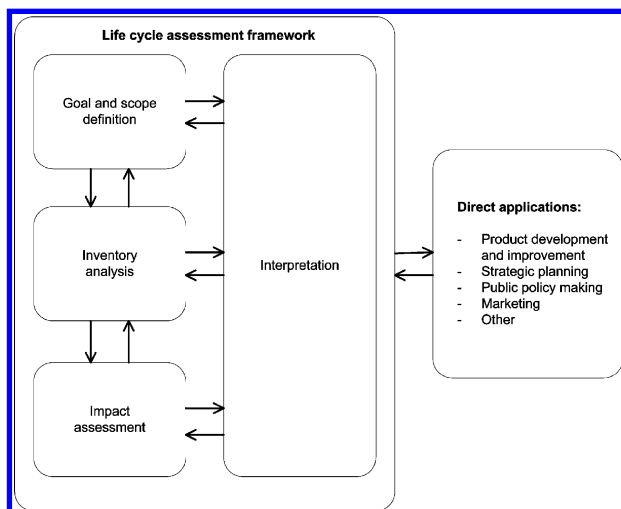 Life cycle assessment framework
Goal and scope
definition
Inventory
analysis
Impact
assessment
Interpretation
Direct applications:
- Product development
and improvement
- Strategic planning
- Public policy making
- Marketing
- Other